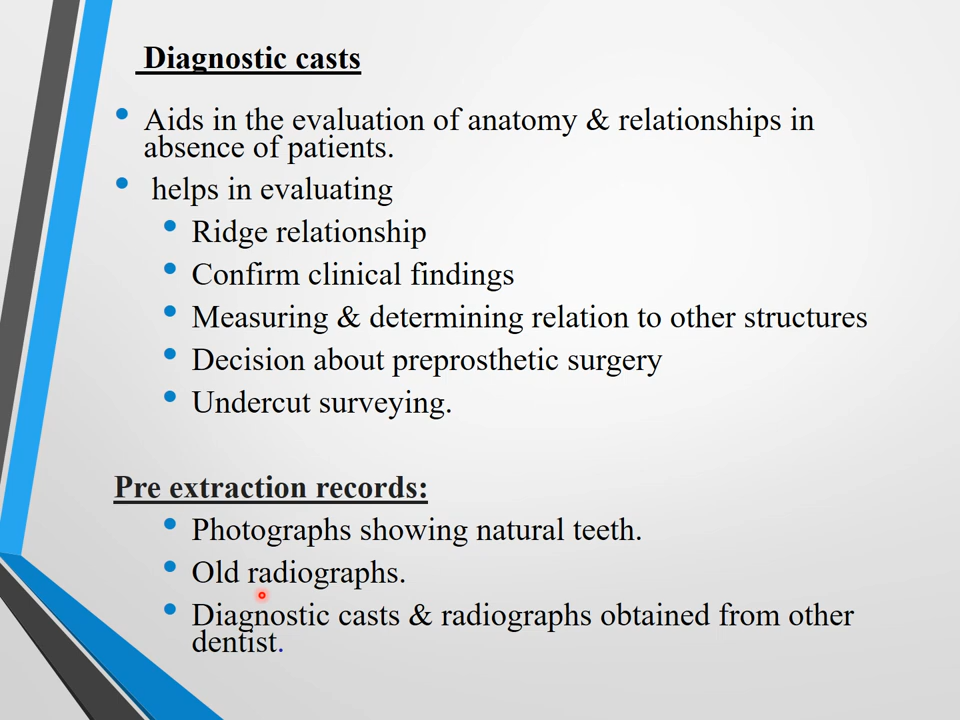 Diagnostic casts
• Aids in the evaluation of anatomy & relationships in
absence of patients.
• helps in evaluating
• Ridge relationship
• Confirm clinical findings
• Measuring & determining relation to other structures
• Decision about preprosthetic surgery
• Undercut surveying.
Pre extraction records:
• Photographs showing natural teeth.
• Old radiographs.
• Diagnostic casts & radiographs obtained from other
dentist.